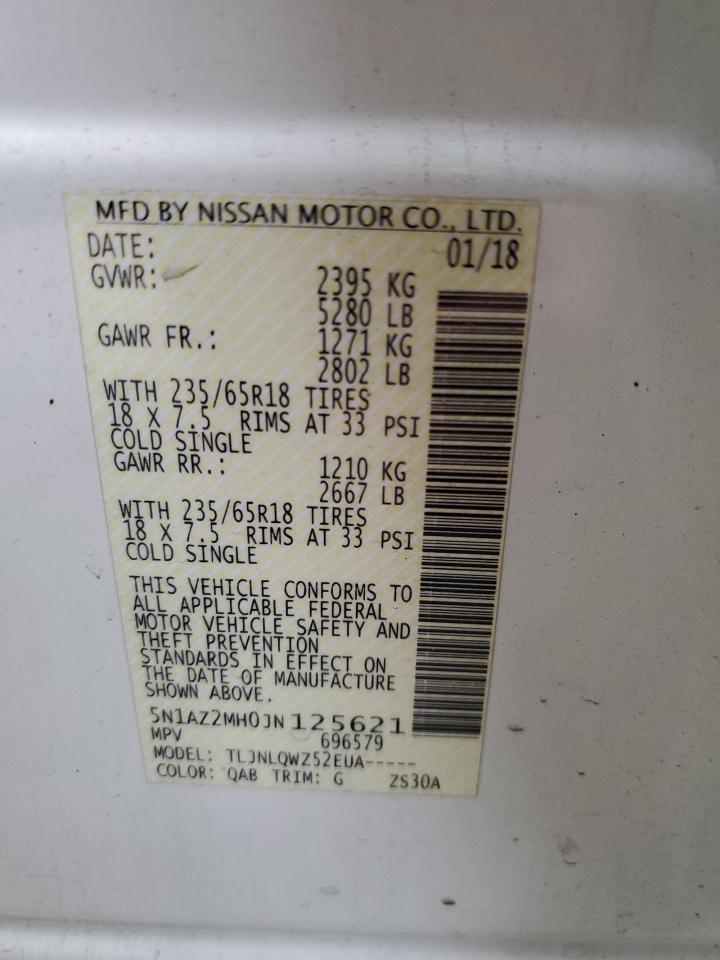 MFD BY NISSAN MOTOR CO., LTD.
DATE: 01/18
GVWR: 2395 KG
5280 LB
GAWR FR.: 1271 KG
2802 LB
WITH 235/65R18 TIRES
18 X 7.5 RIMS AT 33 PSI
COLD SINGLE
GAWR RR.: 1210 KG
2667 LB
WITH 235/65R18 TIRES
18 X 7.5 RIMS AT 33 PSI
COLD SINGLE
THIS VEHICLE CONFORMS TO
ALL APPLICABLE FEDERAL
MOTOR VEHICLE SAFETY AND
THEFT PREVENTION
STANDARDS IN EFFECT ON
THE DATE OF MANUFACTURE
SHOWN ABOVE.
5N1AZ2MH0JN125621
MPV 696579
MODEL: TLJNLQWZ52EUA-----
COLOR: QAB TRIM: G ZS30A